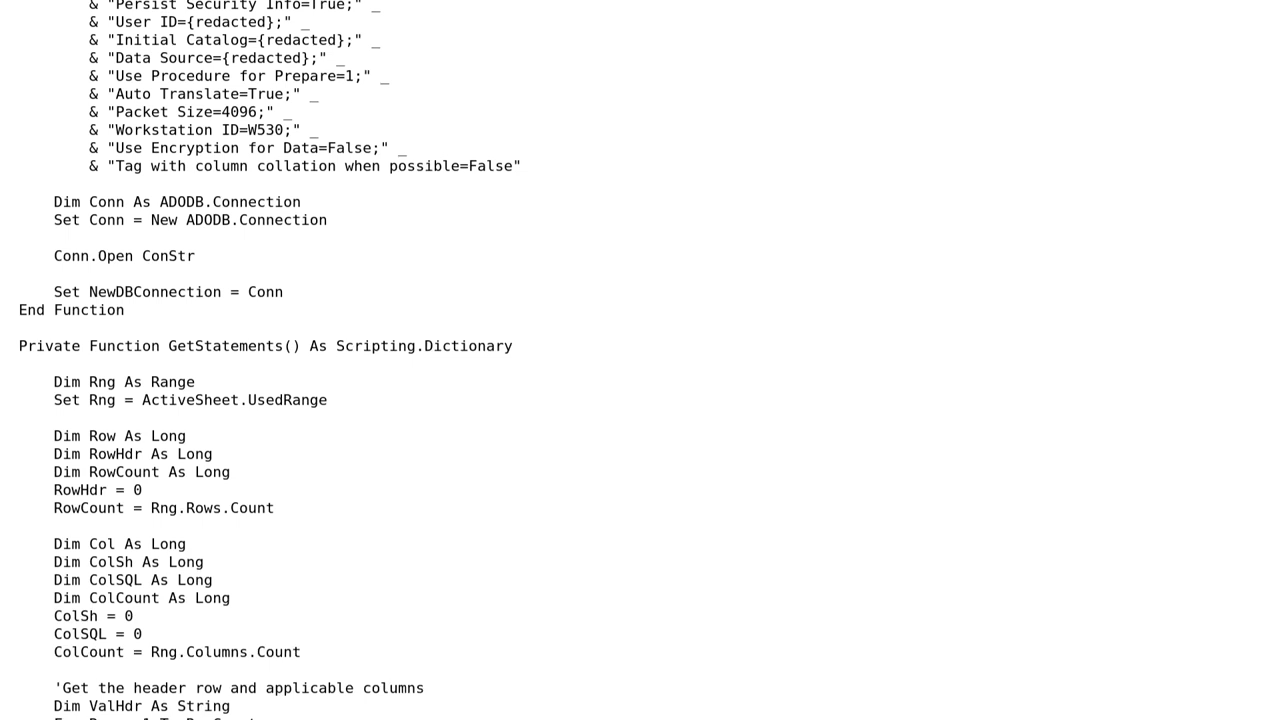 & "Persist Security Info=True;" _
& "User ID={redacted};" _
& "Initial Catalog={redacted};" _
& "Data Source={redacted};" _
& "Use Procedure for Prepare=1;" _
& "Auto Translate=True;" _
& "Packet Size=4096;" _
& "Workstation ID=W530;" _
& "Use Encryption for Data=False;" _
& "Tag with column collation when possible=False"
Dim Conn As ADODB.Connection
Set Conn = New ADODB.Connection
Conn.Open ConStr
Set NewDBConnection = Conn
End Function
Private Function GetStatements() As Scripting.Dictionary
Dim Rng As Range
Set Rng = ActiveSheet.UsedRange
Dim Row As Long
Dim RowHdr As Long
Dim RowCount As Long
RowHdr = 0
RowCount = Rng.Rows.Count
Dim Col As Long
Dim ColSh As Long
Dim ColSQL As Long
Dim ColCount As Long
ColSh = 0
ColSQL = 0
ColCount = Rng.Columns.Count
'Get the header row and applicable columns
Dim ValHdr As String